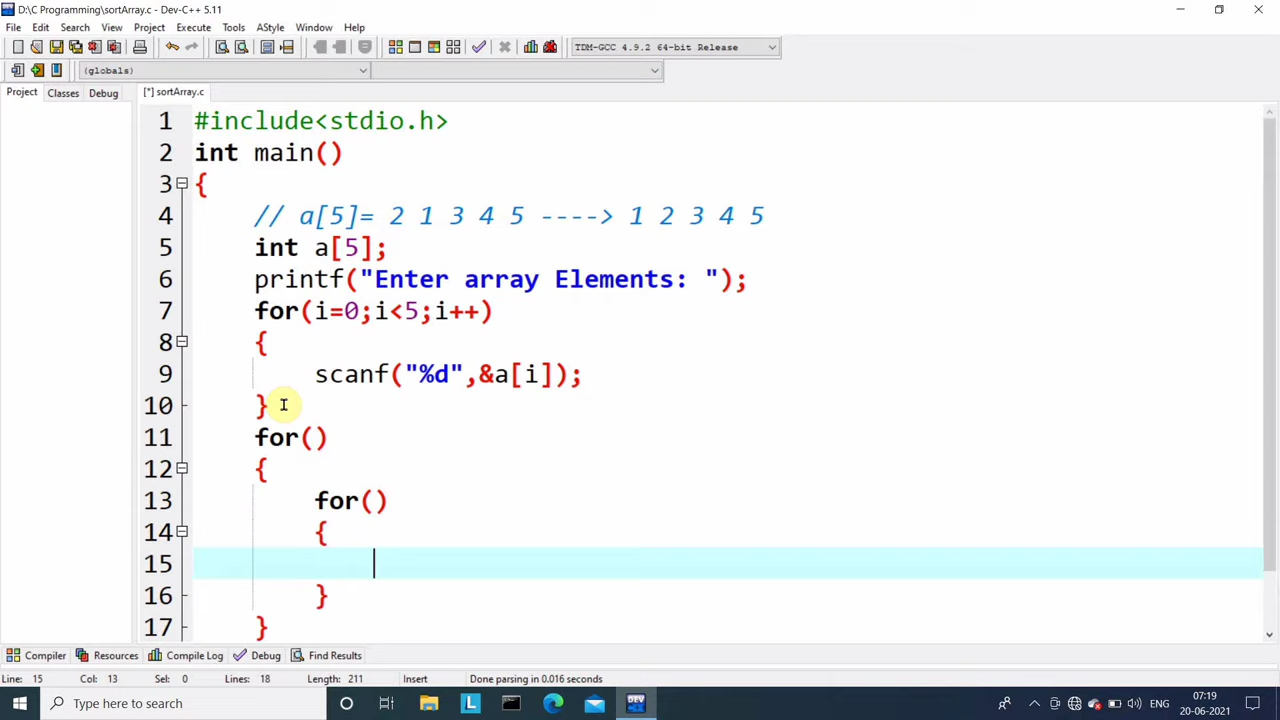 D:\C Programming\sortArray.c - Dev-C++ 5.11
File Edit Search View Project Execute Tools AStyle Window Help
TDM-GCC 4.9.2 64-bit Release
(globals)
Project Classes Debug [*] sortArray.c
1 #include<stdio.h>
2 int main()
3 {
4 // a[5]= 2 1 3 4 5 ----> 1 2 3 4 5
5 int a[5];
6 printf("Enter array Elements: ");
7 for(i=0;i<5;i++)
8 {
9 scanf("%d",&a[i]);
10 }
11 for()
12 {
13 for()
14 {
15
16 }
17 }
Compiler Resources Compile Log Debug Find Results
Line: 15 Col: 13 Sel: 0 Lines: 18 Length: 211 Insert Done parsing in 0.016 seconds
Type here to search
L
ENG
07:19
20-06-2021